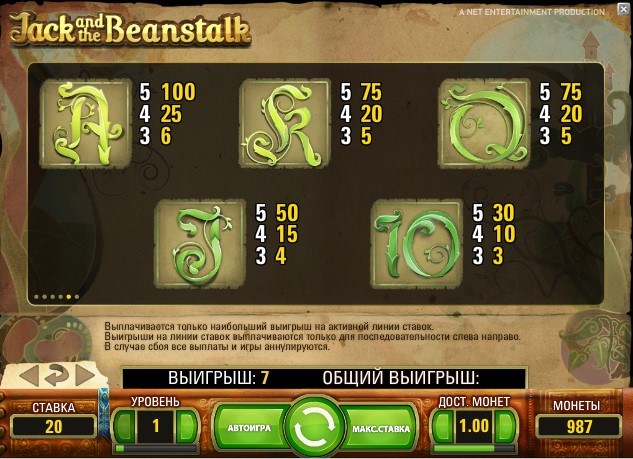 A NET ENTERTAINMENT PRODUCTION
Jack and the Beanstalk
A 5 100 K 5 75 Q 5 75
4 25 4 20 4 20
3 6 3 5 3 5
J 5 50 10 5 30
4 15 4 10
3 4 3 3
Выплачивается только наибольший выигрыш на активной линии ставок.
Выигрыши на линии ставок выплачиваются только для последовательности слева направо.
В случае сбоя все выплаты и игры аннулируются.
ВЫИГРЫШ: 7 ОБЩИЙ ВЫИГРЫШ:
СТАВКА УРОВЕНЬ ДОСТ. МОНЕТ МОНЕТЫ
20 1 АВТОИГРА МАКС.СТАВКА 1.00 987